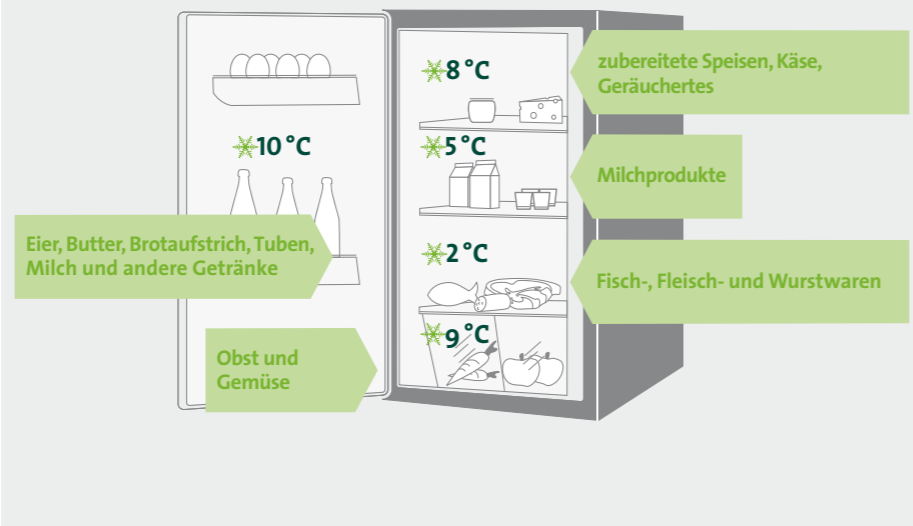 8 °C
zubereitete Speisen, Käse,
Geräuchertes
10 °C
5 °C
Milchprodukte
Eier, Butter, Brotaufstrich, Tuben,
Milch und andere Getränke
2 °C
Fisch-, Fleisch- und Wurstwaren
9 °C
Obst und
Gemüse